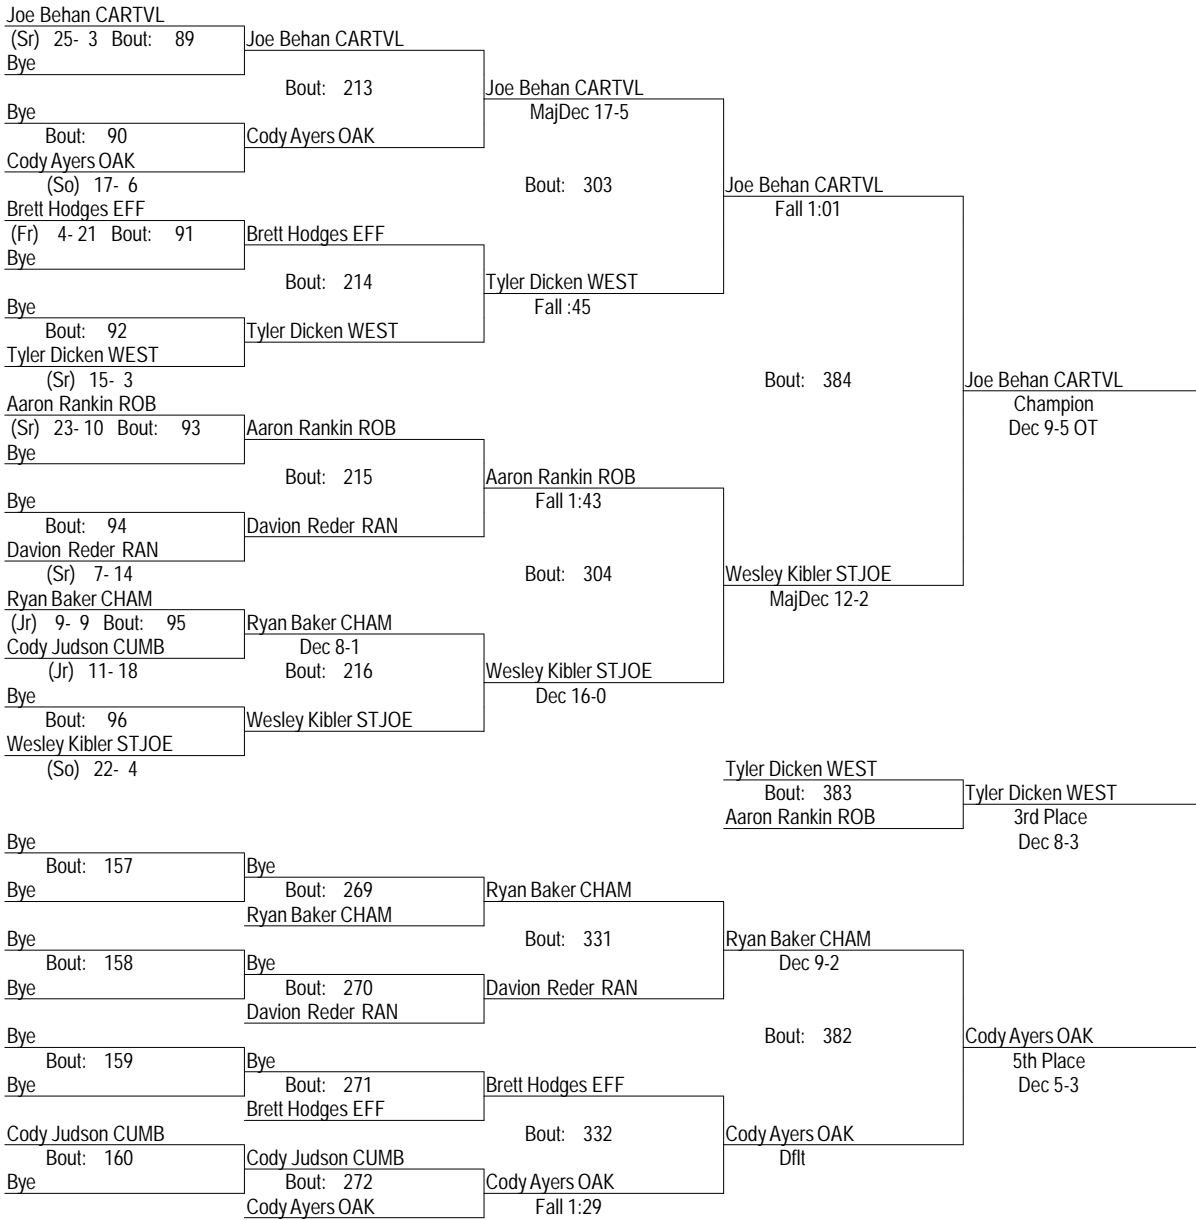 Joe Behan CARTVL
(Sr) 25- 3 Bout: 89
Bye
Joe Behan CARTVL
Bout: 213
Bye
Bout: 90
Cody Ayers OAK
(So) 17- 6
Cody Ayers OAK
Joe Behan CARTVL
MajDec 17-5
Bout: 303
Brett Hodges EFF
(Fr) 4- 21 Bout: 91
Bye
Brett Hodges EFF
Bout: 214
Bye
Bout: 92
Tyler Dicken WEST
(Sr) 15- 3
Tyler Dicken WEST
Tyler Dicken WEST
Fall :45
Joe Behan CARTVL
Fall 1:01
Bout: 384
Aaron Rankin ROB
(Sr) 23- 10 Bout: 93
Bye
Aaron Rankin ROB
Bout: 215
Bye
Bout: 94
Davion Reder RAN
(Sr) 7- 14
Davion Reder RAN
Aaron Rankin ROB
Fall 1:43
Bout: 304
Ryan Baker CHAM
(Jr) 9- 9 Bout: 95
Cody Judson CUMB
(Jr) 11- 18
Ryan Baker CHAM
Dec 8-1
Bout: 216
Bye
Bout: 96
Wesley Kibler STJOE
(So) 22- 4
Wesley Kibler STJOE
Wesley Kibler STJOE
Dec 16-0
Wesley Kibler STJOE
MajDec 12-2
Joe Behan CARTVL
Champion
Dec 9-5 OT
Tyler Dicken WEST
Bout: 383
Aaron Rankin ROB
Tyler Dicken WEST
3rd Place
Dec 8-3
Bye
Bout: 157
Bye
Bye
Bout: 269
Ryan Baker CHAM
Ryan Baker CHAM
Bout: 331
Bye
Bout: 158
Bye
Bye
Bout: 270
Davion Reder RAN
Davion Reder RAN
Ryan Baker CHAM
Dec 9-2
Bout: 382
Bye
Bout: 159
Bye
Bye
Bout: 271
Brett Hodges EFF
Brett Hodges EFF
Bout: 332
Cody Judson CUMB
Bout: 160
Bye
Cody Judson CUMB
Bout: 272
Cody Ayers OAK
Cody Ayers OAK
Fall 1:29
Cody Ayers OAK
Dflt
Cody Ayers OAK
5th Place
Dec 5-3